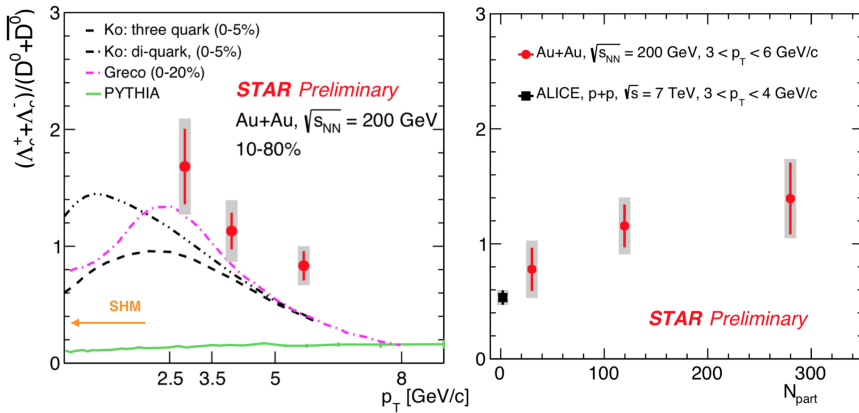 (Λc⁺+Λc⁻)/(D⁰+D̅⁰)
3
2
1
0
Ko: three quark (0-5%)
Ko: di-quark, (0-5%)
Greco (0-20%)
PYTHIA
STAR Preliminary
Au+Au, √sNN = 200 GeV
10-80%
SHM
2.5 3.5 5 8
pT [GeV/c]
3
2
1
0
Au+Au, √sNN = 200 GeV, 3 < pT < 6 GeV/c
ALICE, p+p, √s = 7 TeV, 3 < pT < 4 GeV/c
STAR Preliminary
0 100 200 300
Npart